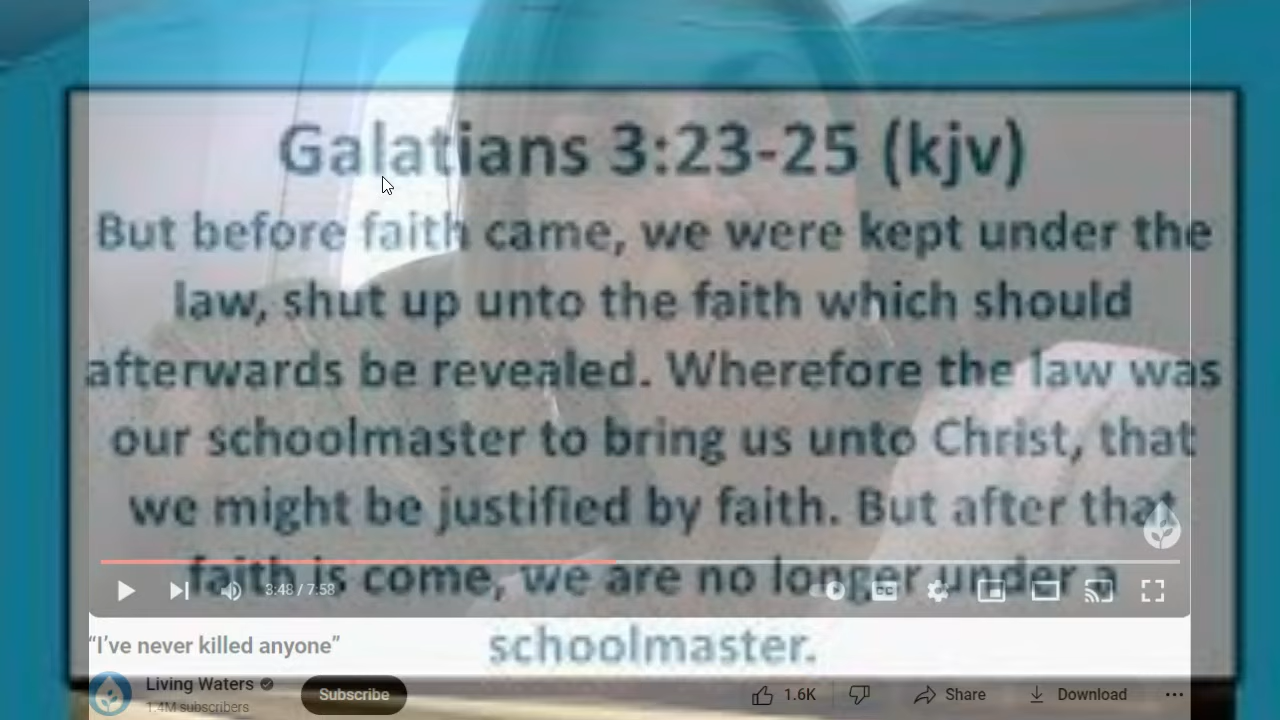 Galatians 3:23-25 (kjv)
But before faith came, we were kept under the
law, shut up unto the faith which should
afterwards be revealed. Wherefore the law was
our schoolmaster to bring us unto Christ, that
we might be justified by faith. But after that
faith is come, we are no longer under a
schoolmaster.
3:48 / 7:58
CC
“I’ve never killed anyone”
Living Waters
1.4M subscribers
Subscribe
1.6K
Share
Download